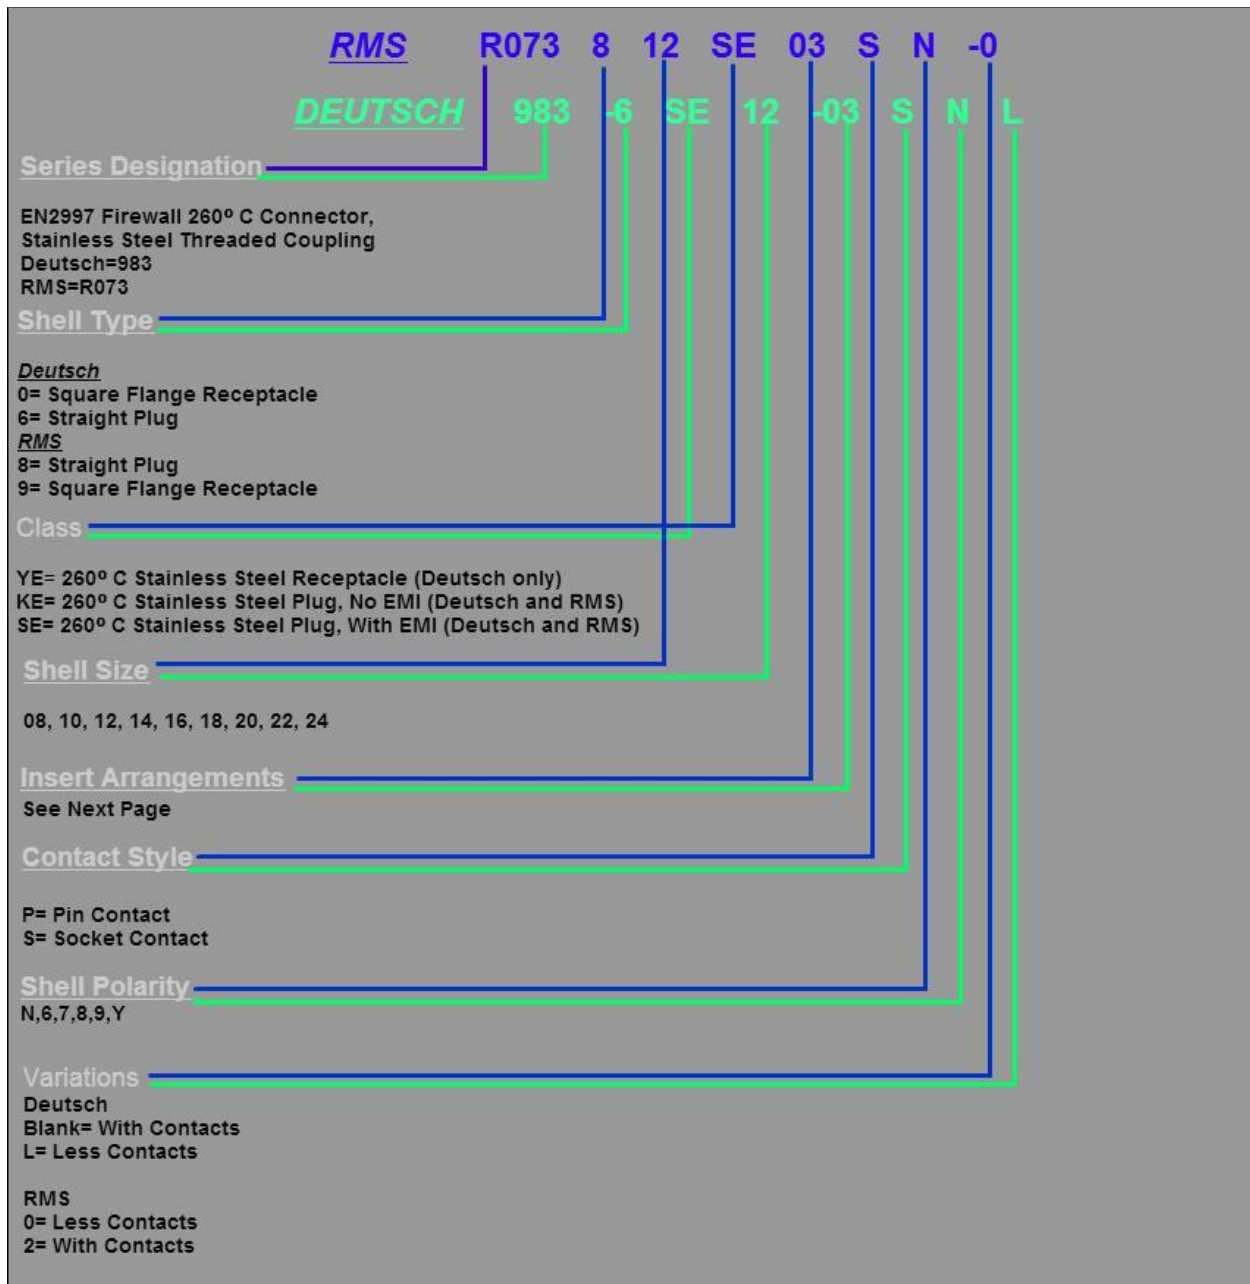 RMS R073 8 12 SE 03 S N -0
DEUTSCH 983 -6 SE 12 -03 S N L
Series Designation
EN2997 Firewall 260º C Connector,
Stainless Steel Threaded Coupling
Deutsch=983
RMS=R073
Shell Type
Deutsch
0= Square Flange Receptacle
6= Straight Plug
RMS
8= Straight Plug
9= Square Flange Receptacle
Class
YE= 260º C Stainless Steel Receptacle (Deutsch only)
KE= 260º C Stainless Steel Plug, No EMI (Deutsch and RMS)
SE= 260º C Stainless Steel Plug, With EMI (Deutsch and RMS)
Shell Size
08, 10, 12, 14, 16, 18, 20, 22, 24
Insert Arrangements
See Next Page
Contact Style
P= Pin Contact
S= Socket Contact
Shell Polarity
N,6,7,8,9,Y
Variations
Deutsch
Blank= With Contacts
L= Less Contacts
RMS
0= Less Contacts
2= With Contacts